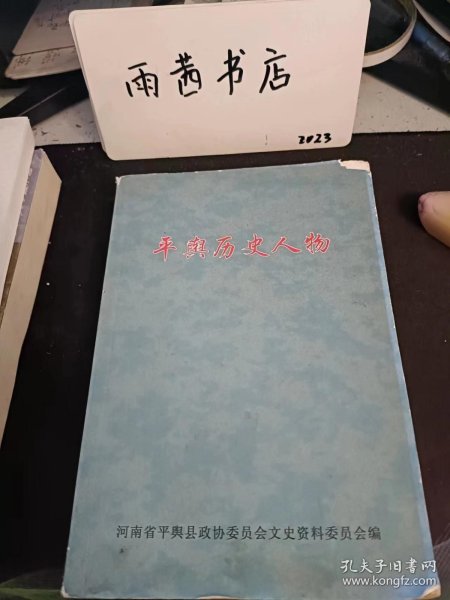 雨茜书店
2023
平舆历史人物
河南省平舆县政协委员会文史资料委员会编
孔夫子旧书网
www.kongfz.com